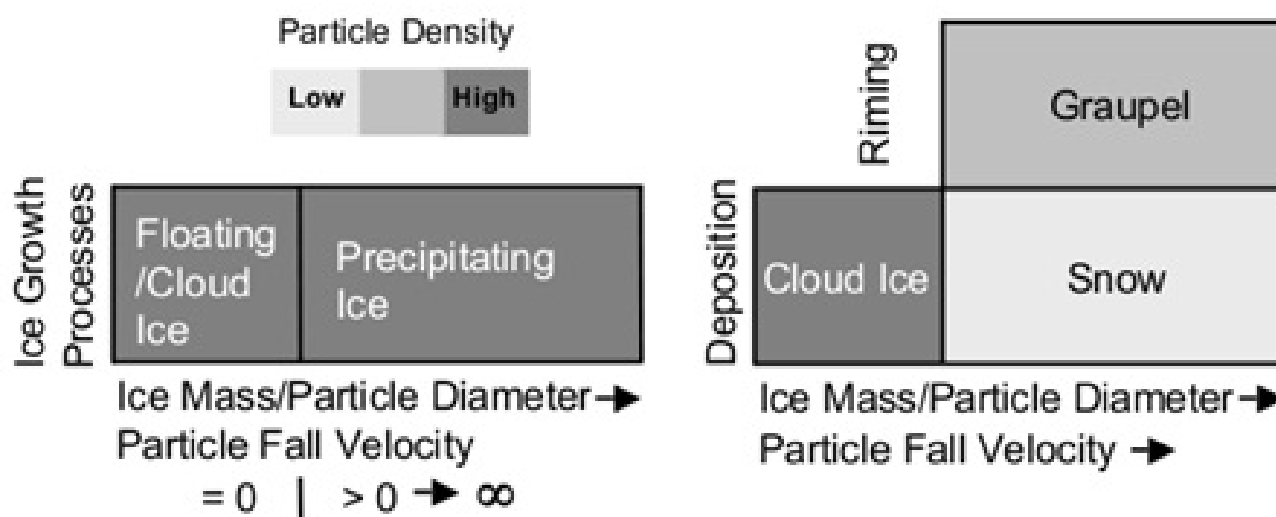 Particle Density
Low High
Ice Growth
Processes
Floating
/Cloud
Ice
Precipitating
Ice
Ice Mass/Particle Diameter→
Particle Fall Velocity
= 0 | > 0 → ∞
Riming
Deposition
Graupel
Cloud Ice
Snow
Ice Mass/Particle Diameter→
Particle Fall Velocity →